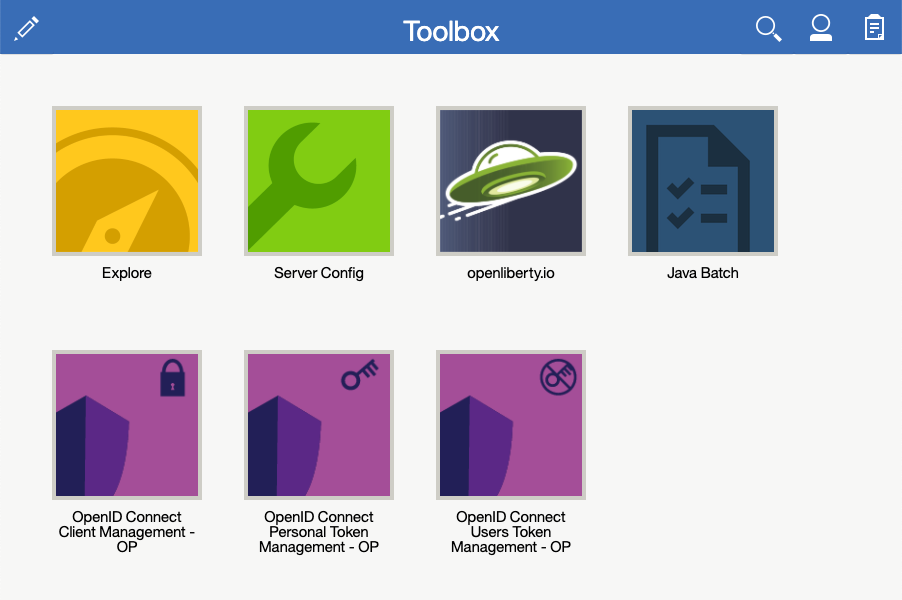 Toolbox
Explore
Server Config
openliberty.io
Java Batch
OpenID Connect
Client Management -
OP
OpenID Connect
Personal Token
Management - OP
OpenID Connect
Users Token
Management - OP